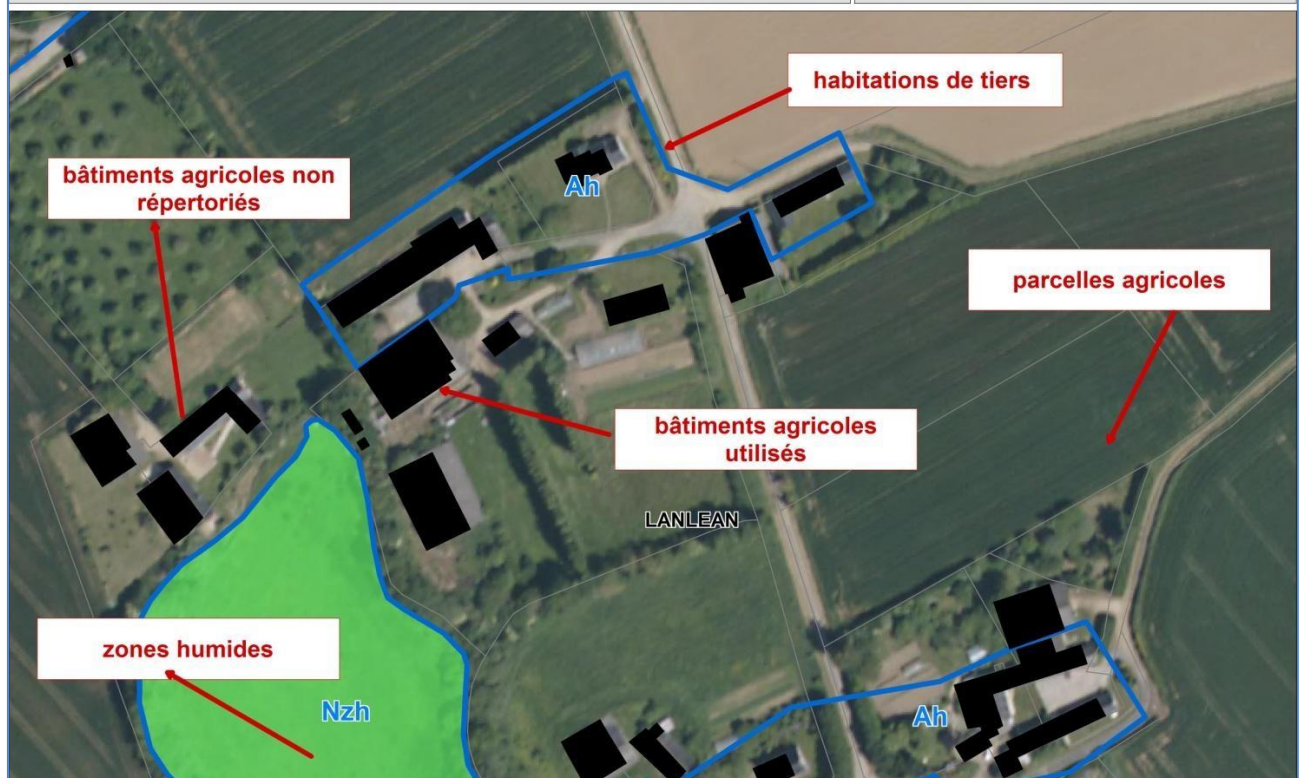 habitations de tiers
Ah
bâtiments agricoles non
répertoriés
parcelles agricoles
bâtiments agricoles
utilisés
LANLEAN
zones humides
Nzh
Ah